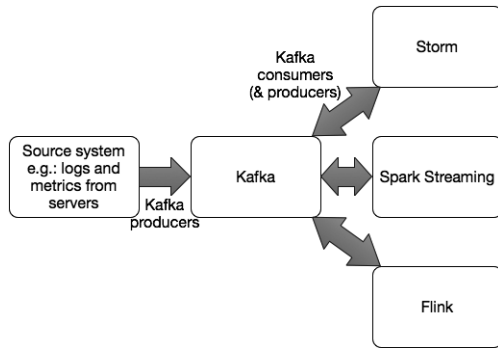 Kafka
consumers
(& producers)
Storm
Source system
e.g.: logs and
metrics from
servers
Kafka
producers
Kafka
Spark Streaming
Flink